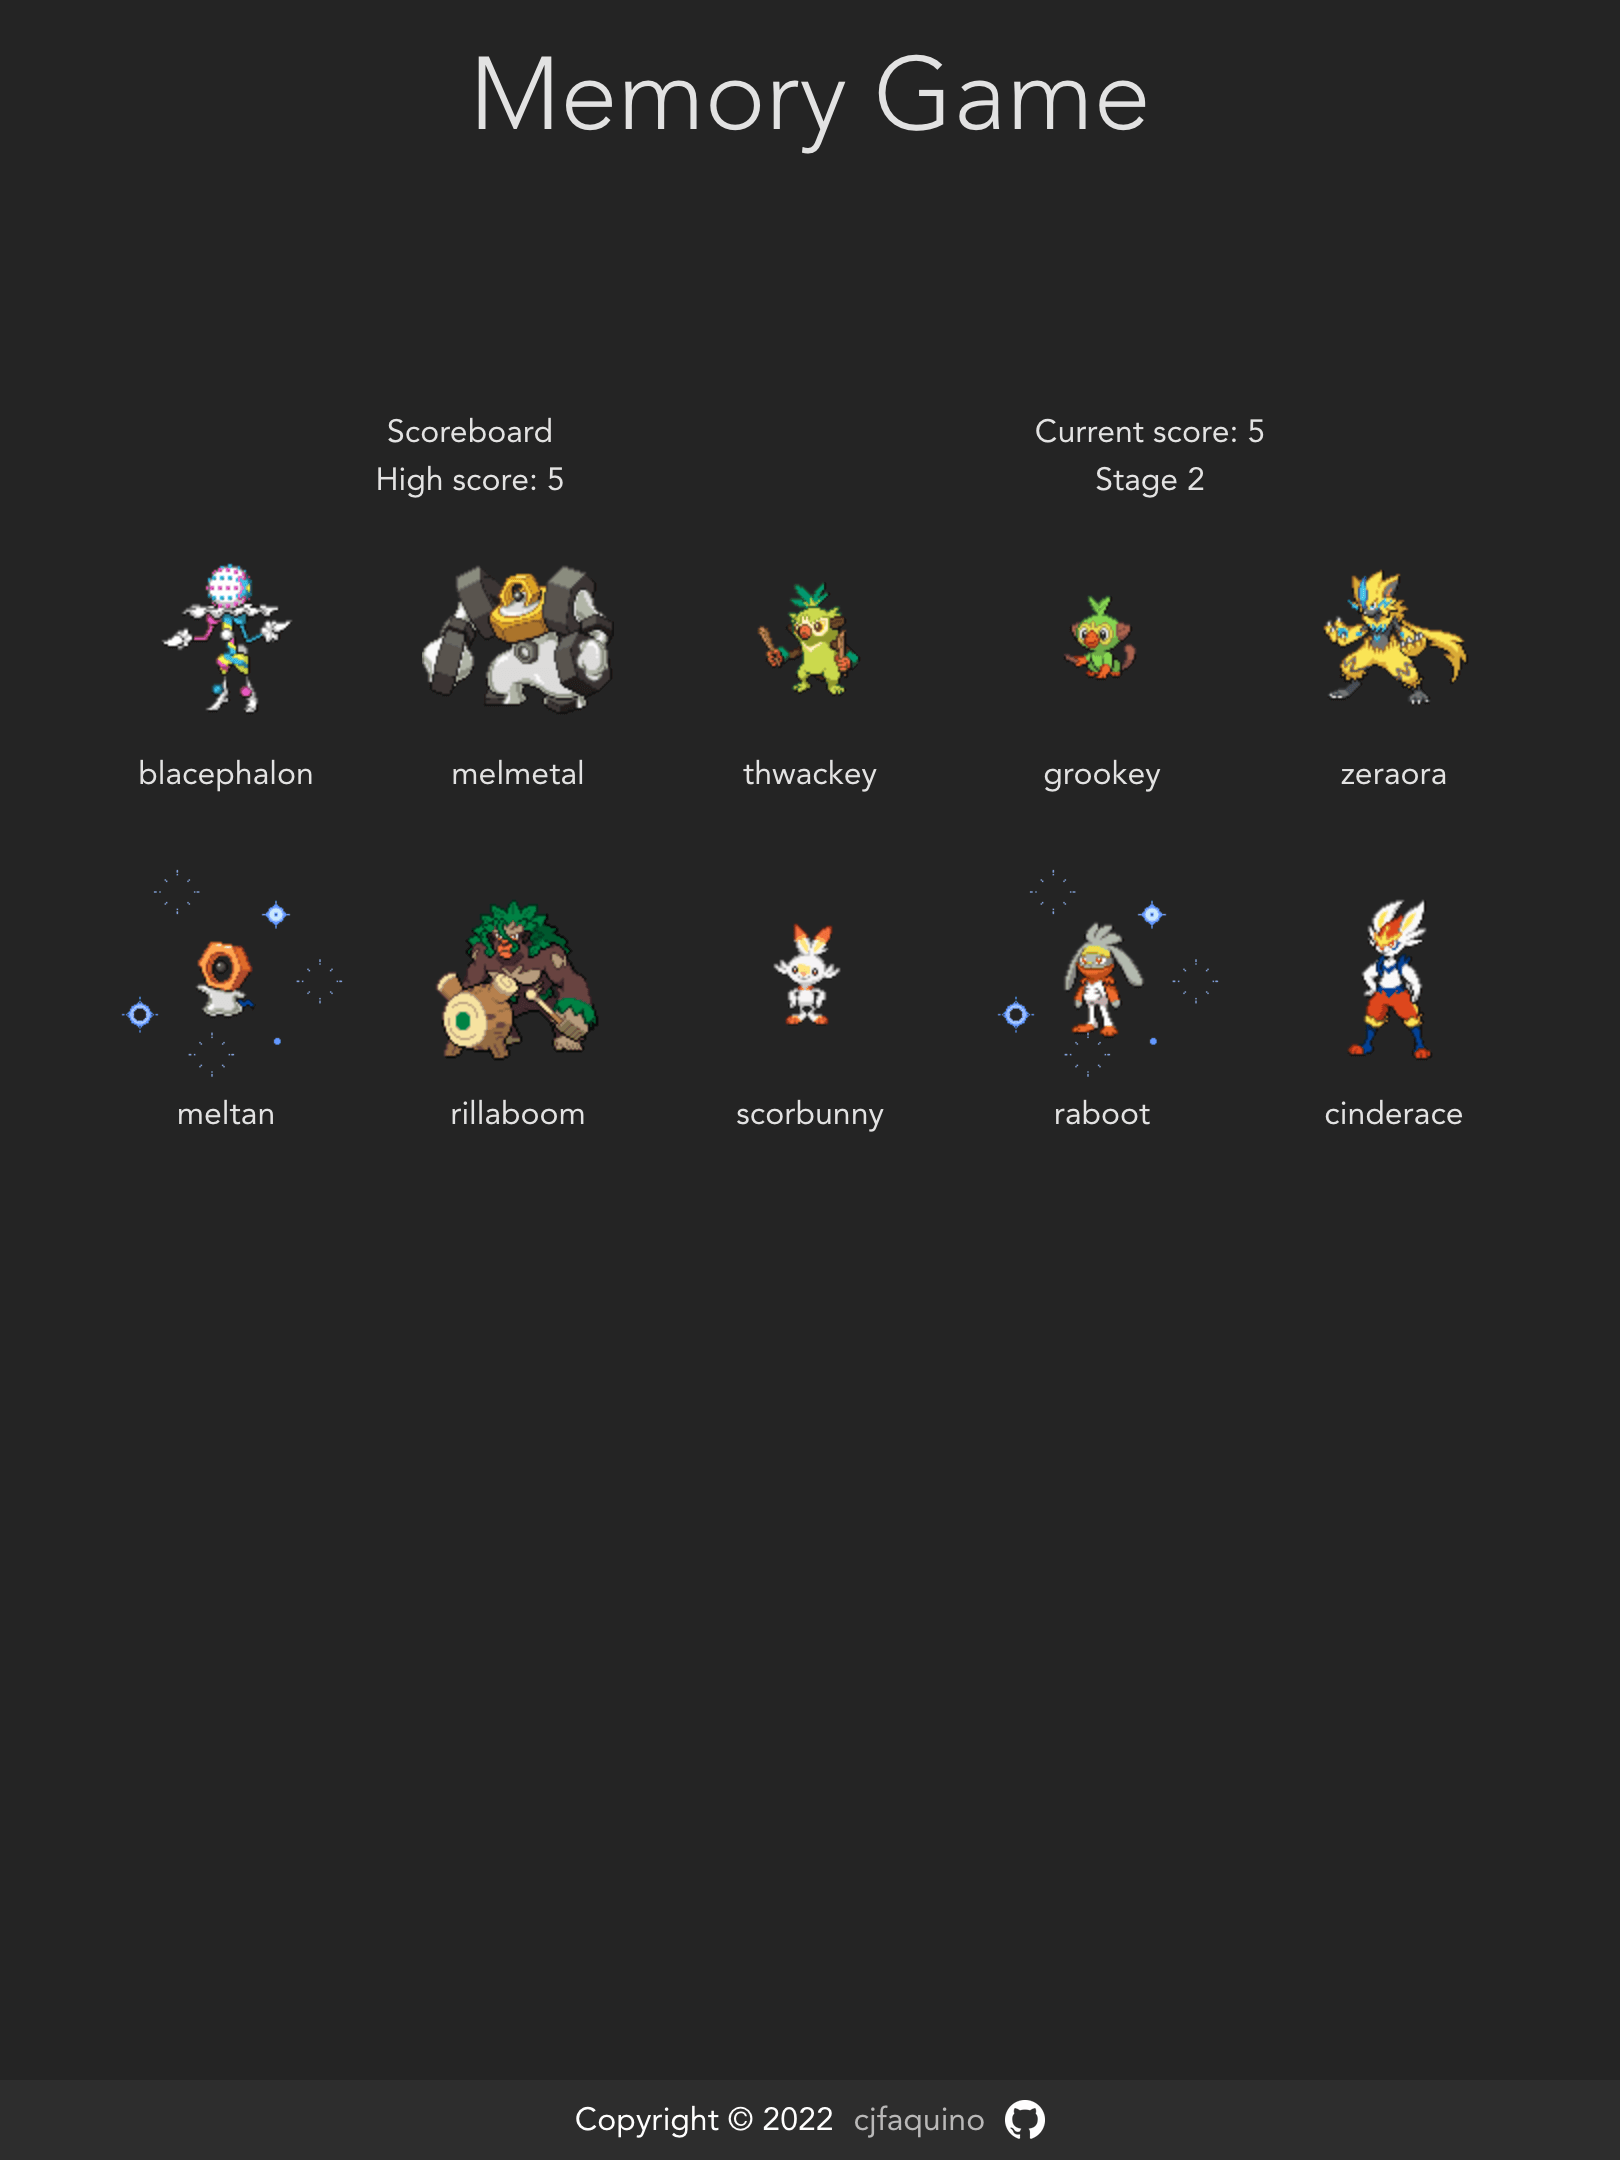 Memory Game
Scoreboard
High score: 5
Current score: 5
Stage 2
blacephalon
melmetal
thwackey
grookey
zeraora
meltan
rillaboom
scorbunny
raboot
cinderace
Copyright © 2022 cjfaquino